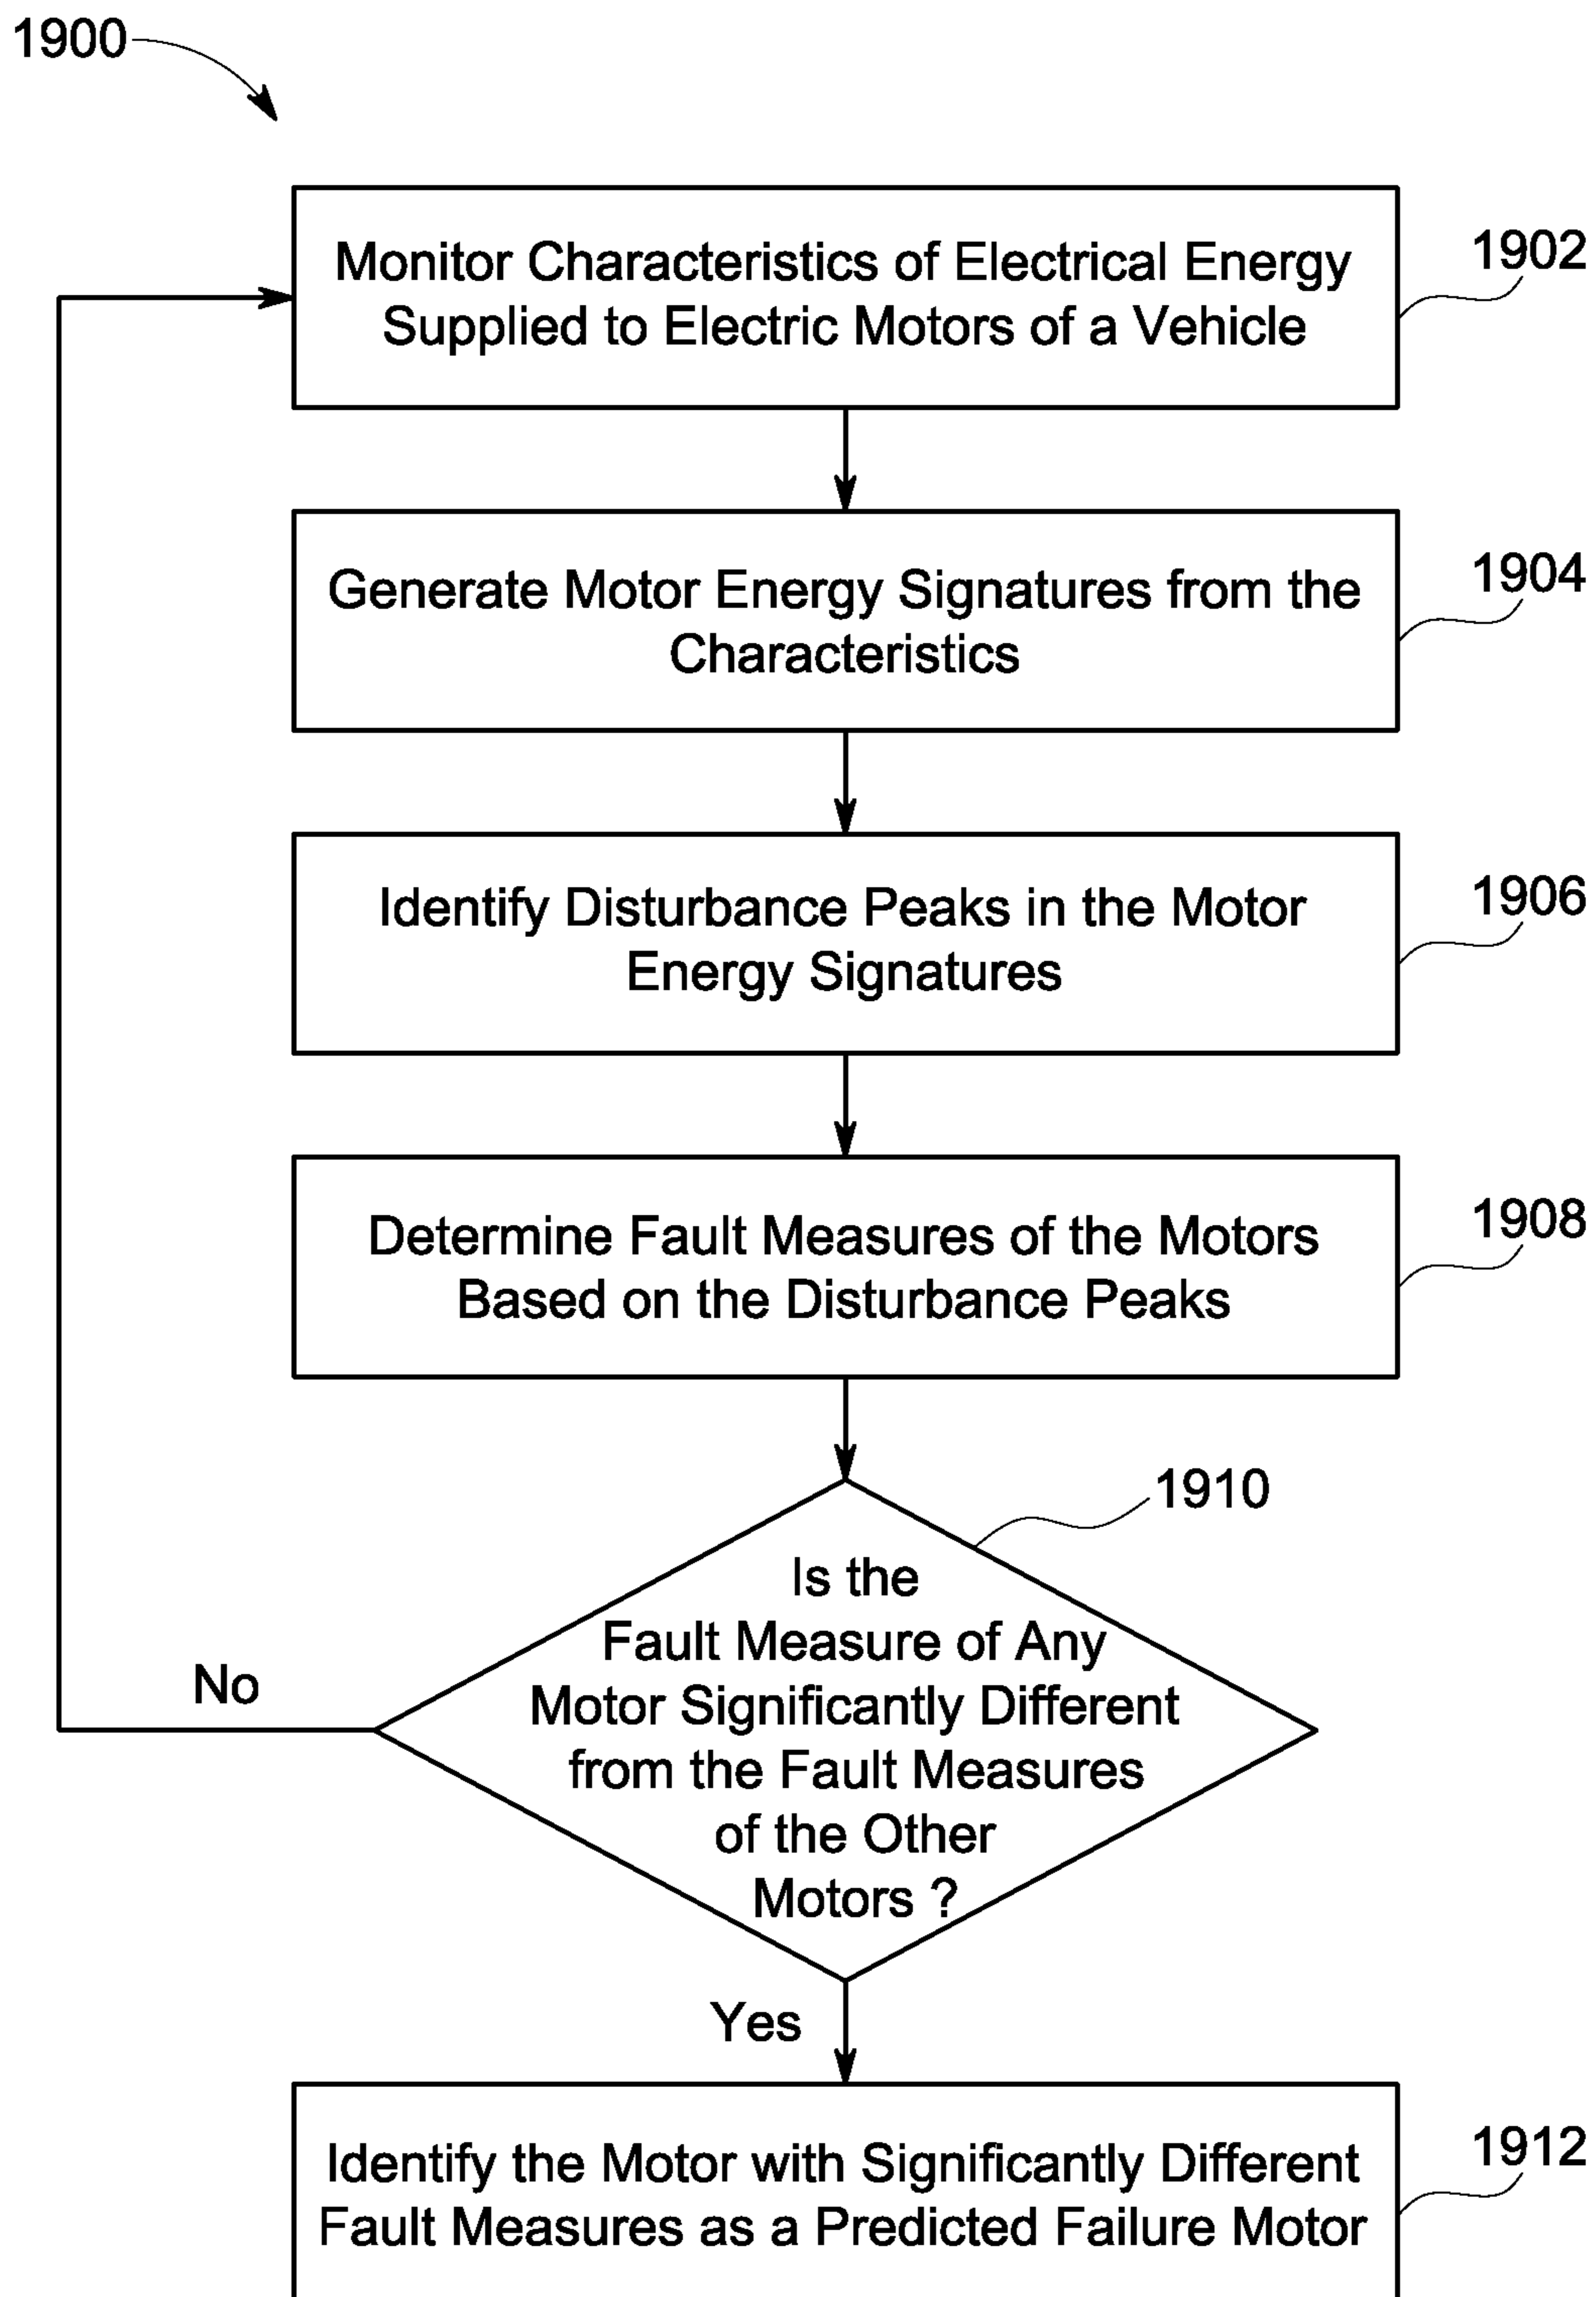 1900
Monitor Characteristics of Electrical Energy
Supplied to Electric Motors of a Vehicle
1902
Generate Motor Energy Signatures from the
Characteristics
1904
Identify Disturbance Peaks in the Motor
Energy Signatures
1906
Determine Fault Measures of the Motors
Based on the Disturbance Peaks
1908
1910
Is the
Fault Measure of Any
Motor Significantly Different
from the Fault Measures
of the Other
Motors ?
No
Yes
Identify the Motor with Significantly Different
Fault Measures as a Predicted Failure Motor
1912